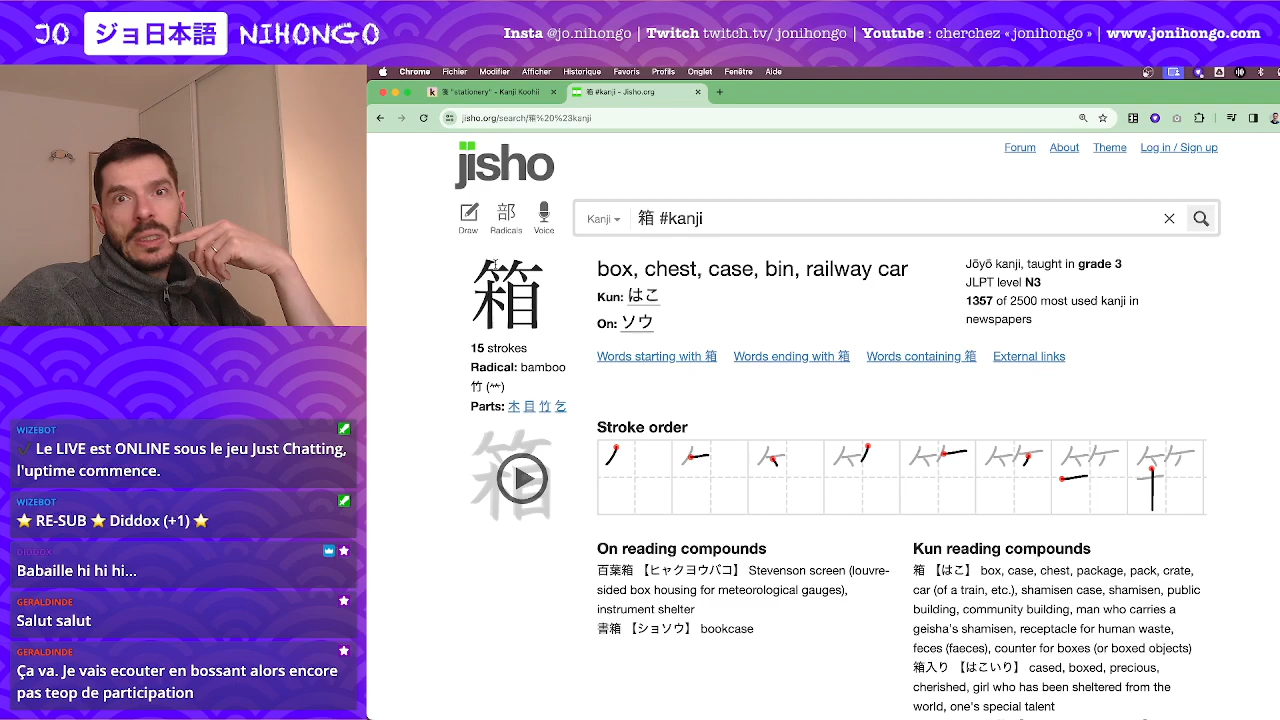 JO ジョ日本語 NIHONGO
Insta @jo.nihongo | Twitch twitch.tv/ jonihongo | Youtube : cherchez « jonihongo » | www.jonihongo.com
Chrome Fichier Modifier Afficher Historique Favoris Profils Onglet Fenêtre Aide
"stationery" - Kanji Koohii
箱 #kanji - Jisho.org
jisho.org/search/箱%20%23kanji
jisho
Forum About Theme Log in / Sign up
部
Draw Radicals Voice
Kanji 箱 #kanji
箱
15 strokes
Radical: bamboo
竹 (⺮)
Parts: 木 目 竹 乞
箱
box, chest, case, bin, railway car
Kun: はこ
On: ソウ
Jōyō kanji, taught in grade 3
JLPT level N3
1357 of 2500 most used kanji in
newspapers
Words starting with 箱 Words ending with 箱 Words containing 箱 External links
Stroke order
On reading compounds
百葉箱 【ヒャクヨウバコ】 Stevenson screen (louvre-
sided box housing for meteorological gauges),
instrument shelter
書箱 【ショソウ】 bookcase
Kun reading compounds
箱 【はこ】 box, case, chest, package, pack, crate,
car (of a train, etc.), shamisen case, shamisen, public
building, community building, man who carries a
geisha's shamisen, receptacle for human waste,
feces (faeces), counter for boxes (or boxed objects)
箱入り 【はこいり】 cased, boxed, precious,
cherished, girl who has been sheltered from the
world, one's special talent
WIZEBOT
✔ Le LIVE est ONLINE sous le jeu Just Chatting,
l'uptime commence.
WIZEBOT
⭐ RE-SUB ⭐ Diddox (+1) ⭐
DIDDOX
Babaille hi hi hi...
GERALDINDE
Salut salut
GERALDINDE
Ça va. Je vais ecouter en bossant alors encore
pas teop de participation